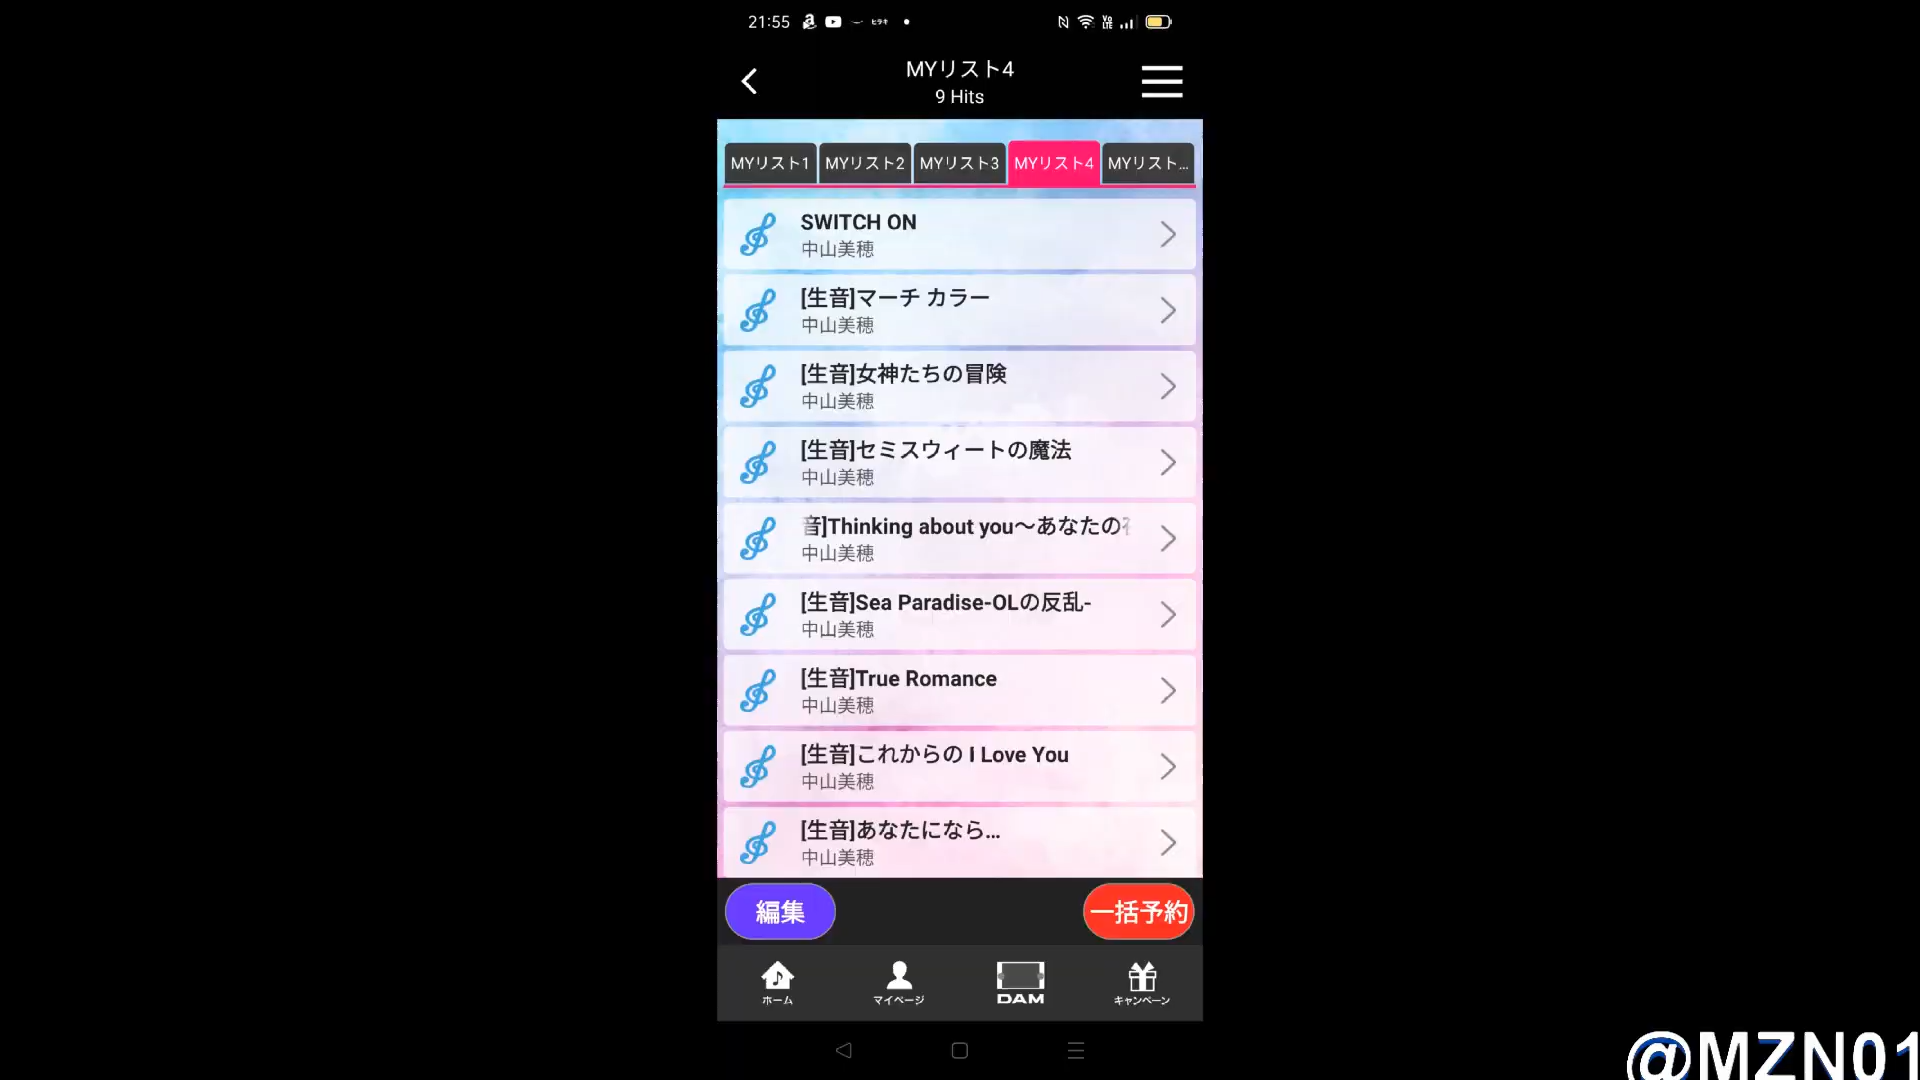 21:55
MYリスト4
9 Hits
MYリスト1 MYリスト2 MYリスト3 MYリスト4 MYリスト...
SWITCH ON
中山美穂
[生音]マーチ カラー
中山美穂
[生音]女神たちの冒険
中山美穂
[生音]セミスウィートの魔法
中山美穂
音]Thinking about you〜あなたの
中山美穂
[生音]Sea Paradise-OLの反乱-
中山美穂
[生音]True Romance
中山美穂
[生音]これからの I Love You
中山美穂
[生音]あなたになら...
中山美穂
編集 一括予約
ホーム マイページ DAM キャンペーン
@MZN01